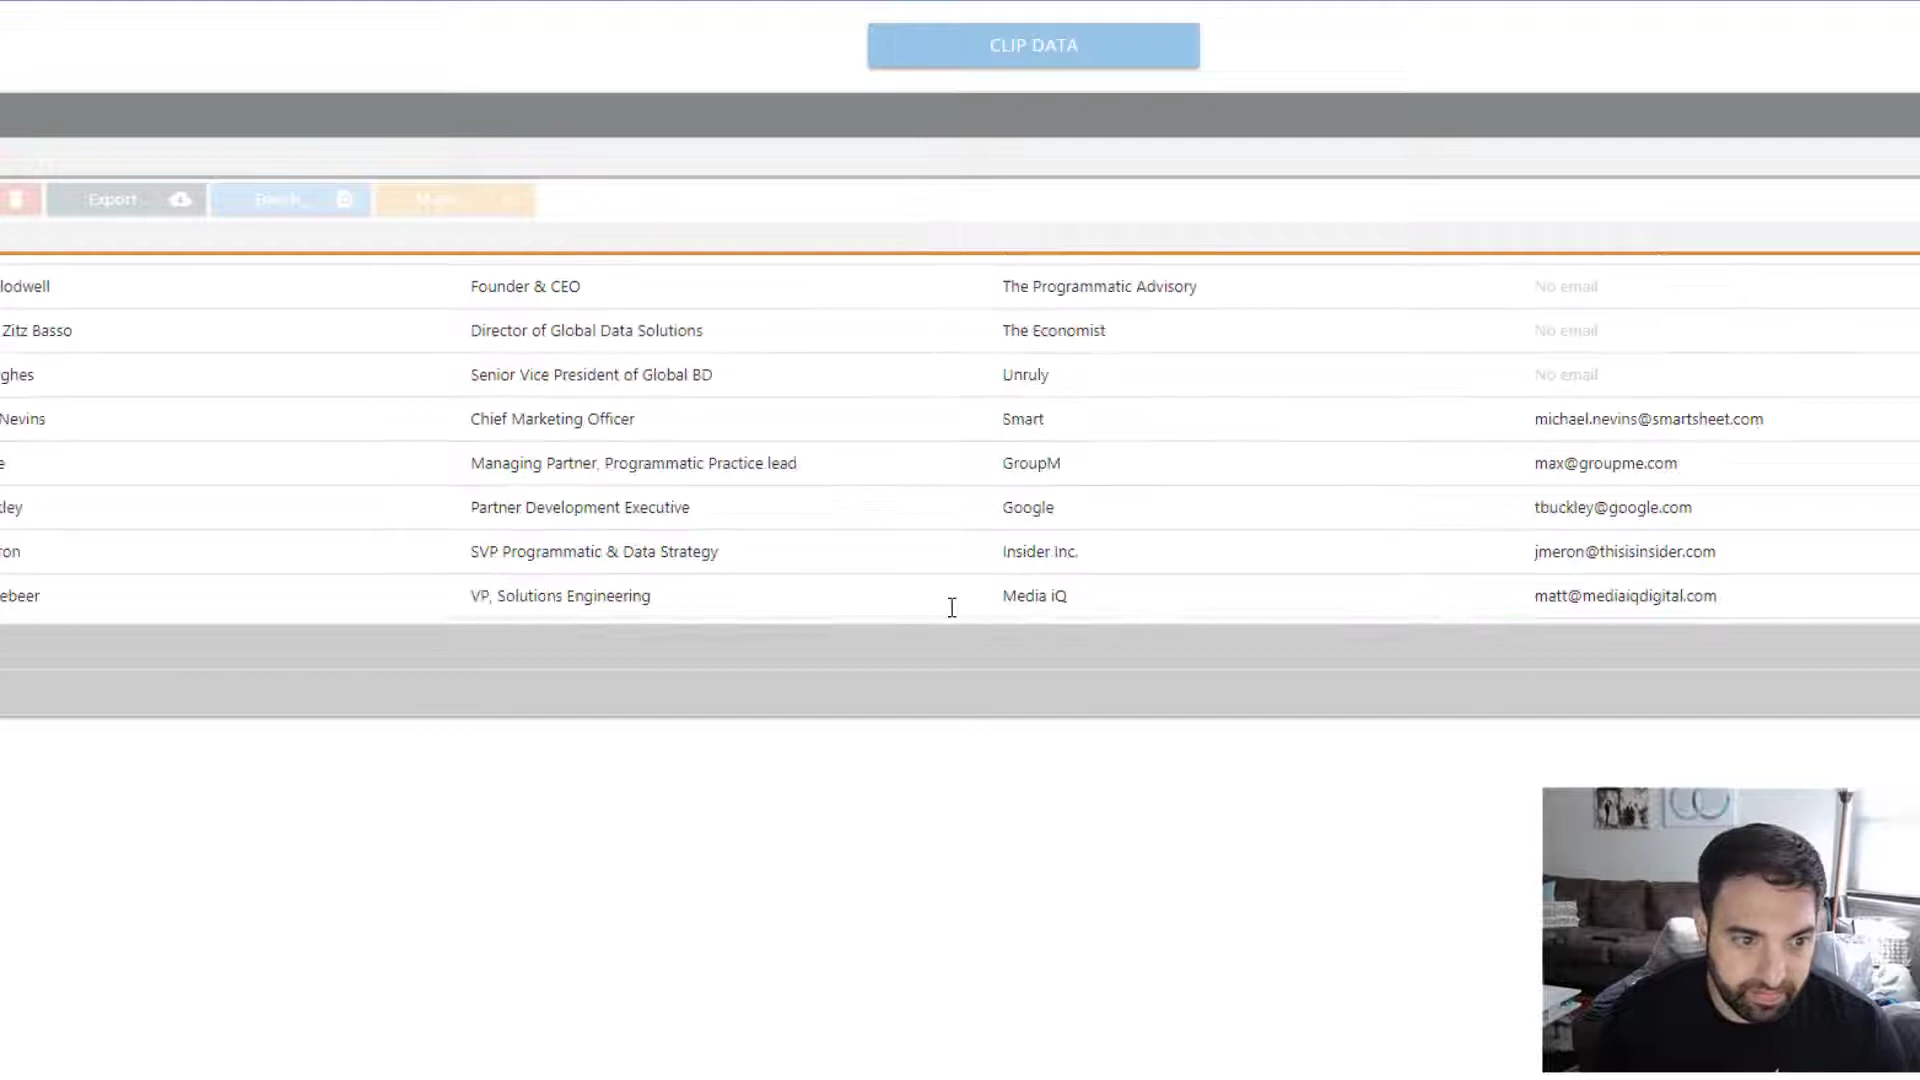 CLIP DATA
Export
lodwell Founder & CEO The Programmatic Advisory No email
Zitz Basso Director of Global Data Solutions The Economist No email
ghes Senior Vice President of Global BD Unruly No email
Nevins Chief Marketing Officer Smart michael.nevins@smartsheet.com
e Managing Partner, Programmatic Practice lead GroupM max@groupme.com
kley Partner Development Executive Google tbuckley@google.com
ron SVP Programmatic & Data Strategy Insider Inc. jmeron@thisisinsider.com
ebeer VP, Solutions Engineering Media iQ matt@mediaiqdigital.com